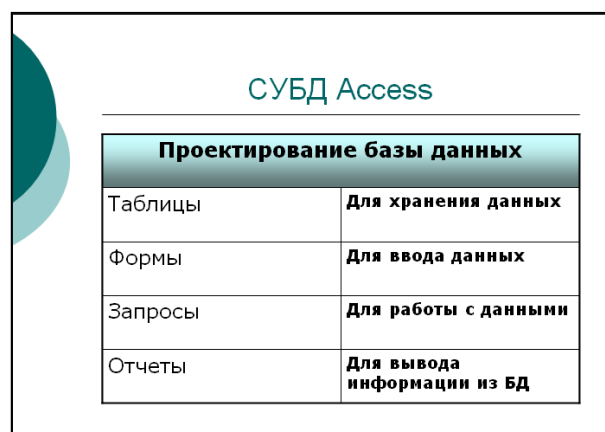 СУБД Access
Проектирование базы данных
Таблицы
Для хранения данных
Формы
Для ввода данных
Запросы
Для работы с данными
Отчеты
Для вывода
информации из БД